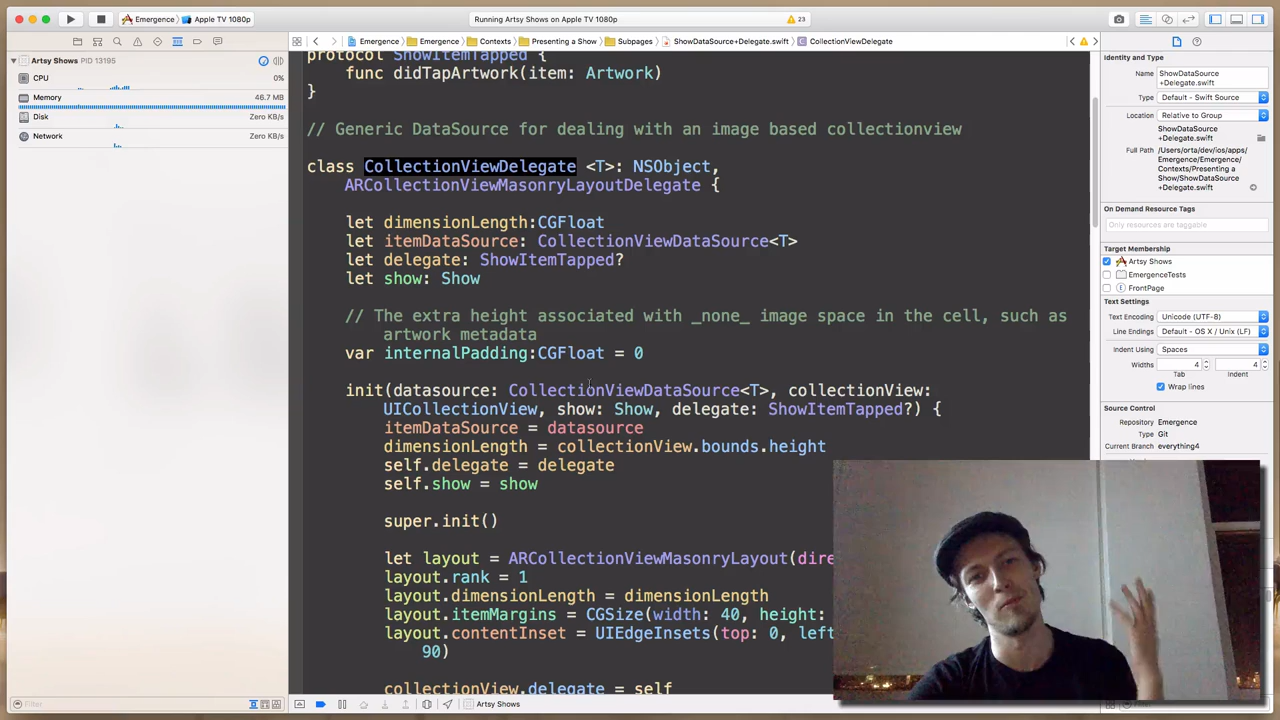 Emergence
Apple TV 1080p
Running Artsy Shows on Apple TV 1080p
23
Emergence
Emergence
Contexts
Presenting a Show
Subpages
ShowDataSource+Delegate.swift
CollectionViewDelegate
Artsy Shows PID 13195
CPU 0%
Memory 46.7 MB
Disk Zero KB/s
Network Zero KB/s
Filter
protocol ShowItemTapped {
func didTapArtwork(item: Artwork)
}
// Generic DataSource for dealing with an image based collectionview
class CollectionViewDelegate <T>: NSObject,
ARCollectionViewMasonryLayoutDelegate {
let dimensionLength:CGFloat
let itemDataSource: CollectionViewDataSource<T>
let delegate: ShowItemTapped?
let show: Show
// The extra height associated with _none_ image space in the cell, such as
artwork metadata
var internalPadding:CGFloat = 0
init(datasource: CollectionViewDataSource<T>, collectionView:
UICollectionView, show: Show, delegate: ShowItemTapped?) {
itemDataSource = datasource
dimensionLength = collectionView.bounds.height
self.delegate = delegate
self.show = show
super.init()
let layout = ARCollectionViewMasonryLayout(dire
layout.rank = 1
layout.dimensionLength = dimensionLength
layout.itemMargins = CGSize(width: 40, height:
layout.contentInset = UIEdgeInsets(top: 0, left
90)
collectionView.delegate = self
Artsy Shows
Identity and Type
Name ShowDataSource
+Delegate.swift
Type Default - Swift Source
Location Relative to Group
ShowDataSource
+Delegate.swift
Full Path /Users/orta/dev/ios/apps/
Emergence/Emergence/
Contexts/Presenting a
Show/ShowDataSource
+Delegate.swift
On Demand Resource Tags
Only resources are taggable
Target Membership
Artsy Shows
EmergenceTests
FrontPage
Text Settings
Text Encoding Unicode (UTF-8)
Line Endings Default - OS X / Unix (LF)
Indent Using Spaces
Widths 4 4
Tab Indent
Wrap lines
Source Control
Repository Emergence
Type Git
Current Branch everything4